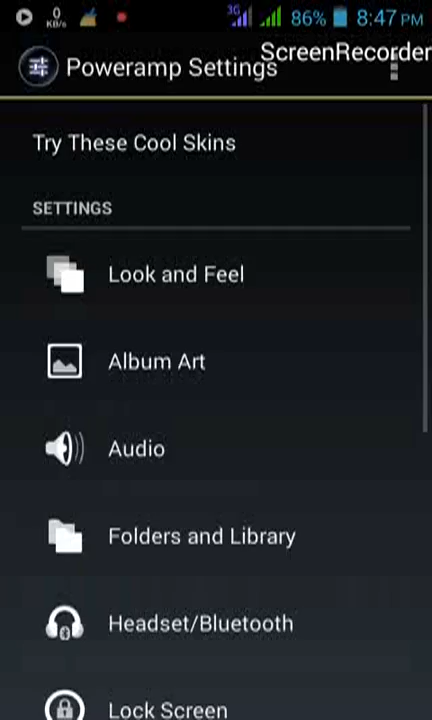 0
KB/s
3G
86%
8:47 PM
ScreenRecorder
Poweramp Settings
Try These Cool Skins
SETTINGS
Look and Feel
Album Art
Audio
Folders and Library
Headset/Bluetooth
Lock Screen